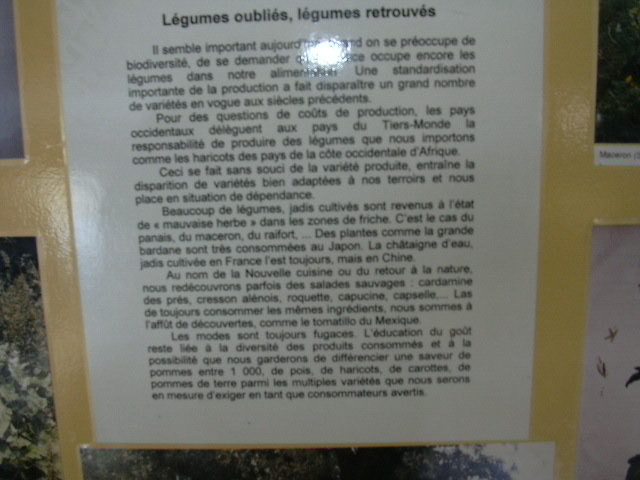 Légumes oubliés, légumes retrouvés
Il semble important quand on se préoccupe de
biodiversité, de se demander occupe encore les
légumes dans notre alimentation. Une standardisation
importante de la production a fait disparaître un grand nombre
de variétés en vogue aux siècles précédents.
Pour des questions de coûts de production, les pays
occidentaux délèguent aux pays du Tiers-Monde la
responsabilité de produire des légumes que nous importons
comme les haricots des pays de la côte occidentale d'Afrique.
Ceci se fait sans souci de la variété produite, entraîne la
disparition de variétés bien adaptées à nos terroirs et nous
place en situation de dépendance.
Beaucoup de légumes, jadis cultivés sont revenus à l'état
de « mauvaise herbe » dans les zones de friche. C'est le cas du
panais, du maceron, du raifort, ... Des plantes comme la grande
bardane sont très consommées au Japon. La châtaigne d'eau,
jadis cultivée en France l'est toujours, mais en Chine.
Au nom de la Nouvelle cuisine ou du retour à la nature,
nous redécouvrons parfois des salades sauvages : cardamine
des prés, cresson alénois, roquette, capucine, capselle,... Las
de toujours consommer les mêmes ingrédients, nous sommes à
l'affût de découvertes, comme le tomatillo du Mexique.
Les modes sont toujours fugaces. L'éducation du goût
reste liée à la diversité des produits consommés et à la
possibilité que nous garderons de différencier une saveur de
pommes entre 1 000, de pois, de haricots, de carottes, de
pommes de terre parmi les multiples variétés que nous serons
en mesure d'exiger en tant que consommateurs avertis.
Maceron